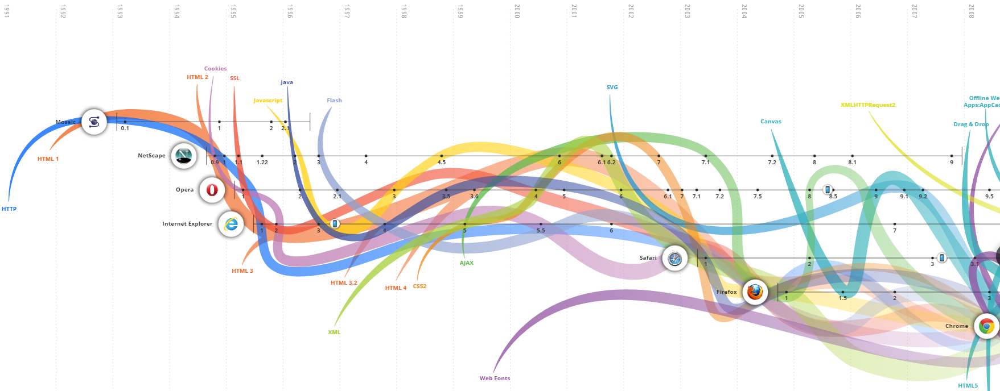 1991 1992 1993 1994 1995 1996 1997 1998 1999 2000 2001 2002 2003 2004 2005 2006 2007 2008
Cookies
HTML 2
SSL
Java
SVG
Javascript
Flash
XMLHTTPRequest2
Offline We
Apps:AppCac
Canvas
Drag & Drop
Mosaic
0.1 1 2 2.1
HTML 1
NetScape
0.9 1 1.1 1.22 2 3 4 4.5 6 6.1 6.2 7 7.1 7.2 8 8.1 9
Opera
1 2 2.1 3 3.5 3.6 4 5 6 6.1 7 7.1 7.2 7.5 8 8.5 9 9.1 9.2 9.5
HTTP
Internet Explorer
1 2 3 4 5 5.5 6 7
Safari
1 2 3 3.1
AJAX
HTML 3
HTML 3.2
HTML 4
CSS2
Firefox
1 1.5 2 3
Chrome
XML
Web Fonts
HTML5